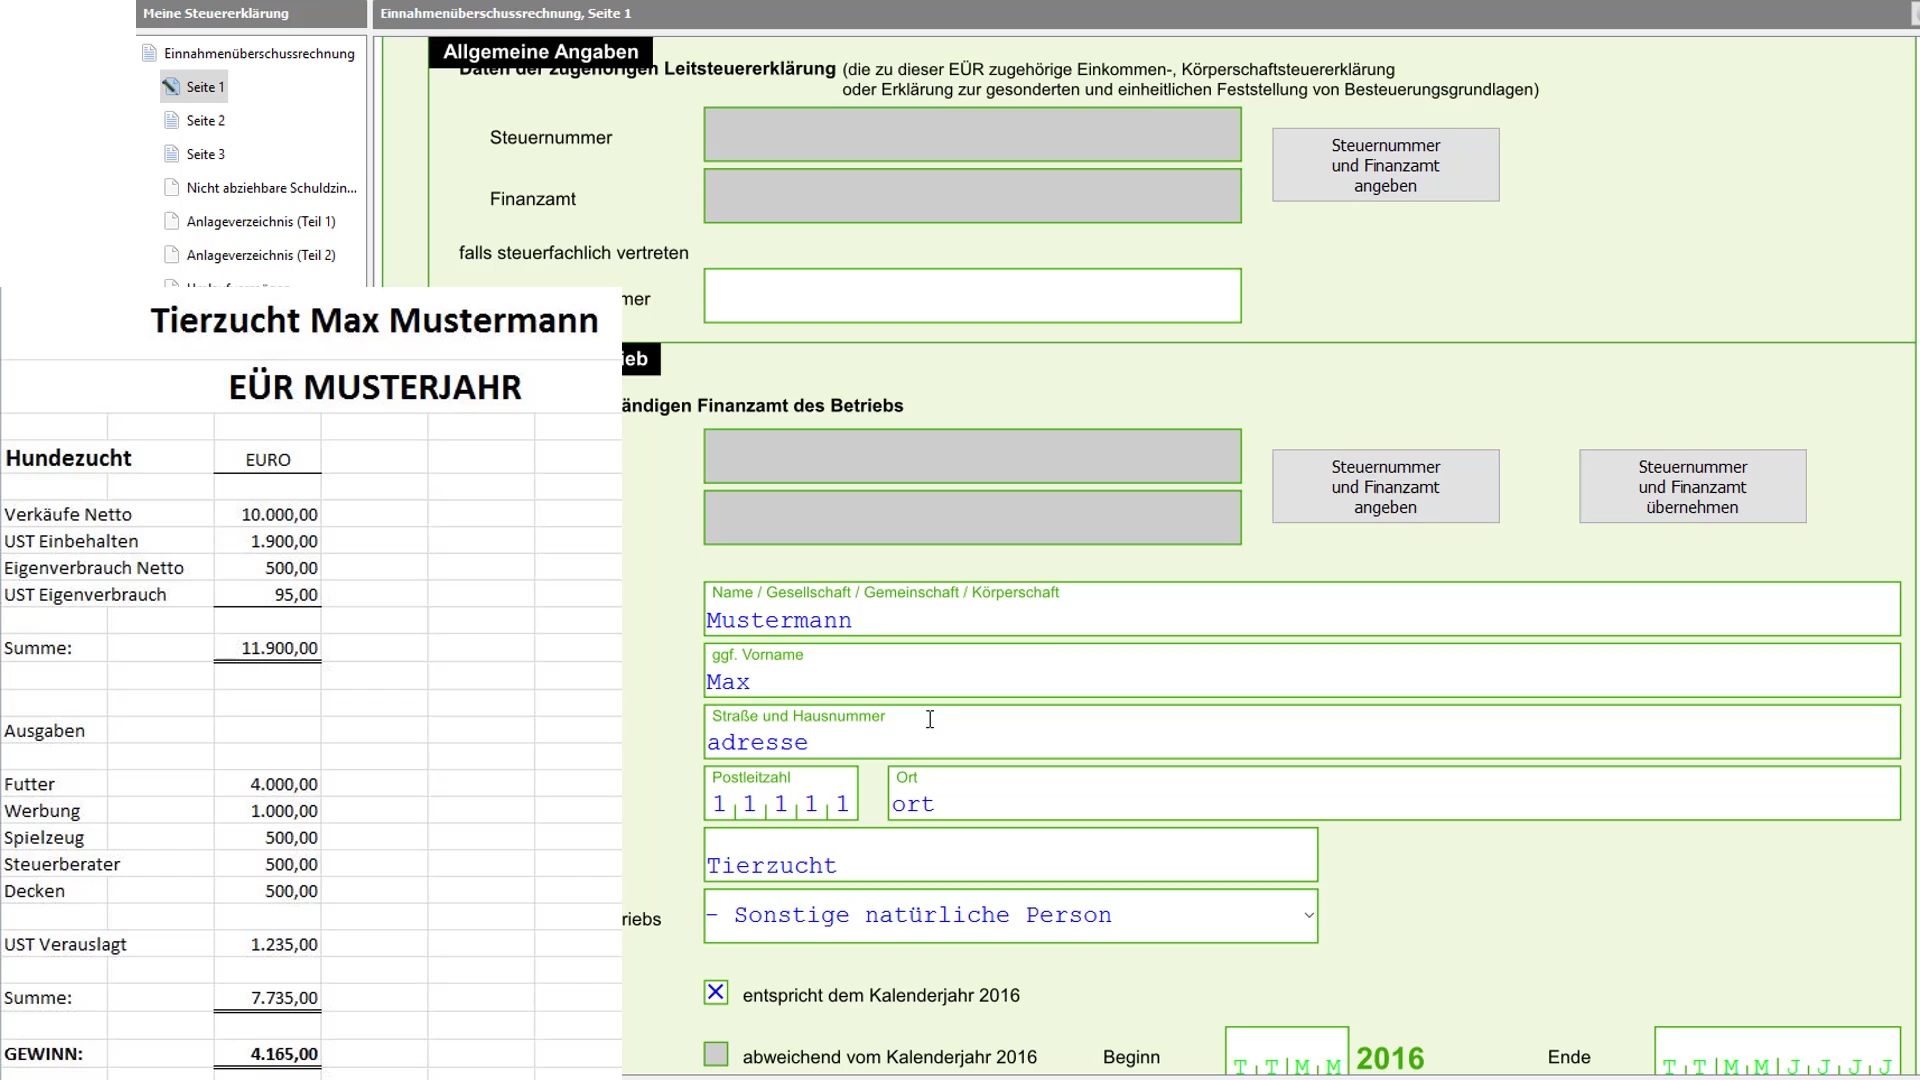 Meine Steuererklärung
Einnahmenüberschussrechnung
Seite 1
Seite 2
Seite 3
Nicht abziehbare Schuldzin...
Anlageverzeichnis (Teil 1)
Anlageverzeichnis (Teil 2)
Einnahmenüberschussrechnung, Seite 1
Allgemeine Angaben
Daten der zugehörigen Leitsteuererklärung (die zu dieser EÜR zugehörige Einkommen-, Körperschaftsteuererklärung
oder Erklärung zur gesonderten und einheitlichen Feststellung von Besteuerungsgrundlagen)
Steuernummer
Finanzamt
Steuernummer
und Finanzamt
angeben
falls steuerfachlich vertreten
mer
ieb
ändigen Finanzamt des Betriebs
Steuernummer
und Finanzamt
angeben
Steuernummer
und Finanzamt
übernehmen
Name / Gesellschaft / Gemeinschaft / Körperschaft
Mustermann
ggf. Vorname
Max
Straße und Hausnummer
adresse
Postleitzahl
1 1 1 1 1
Ort
ort
Tierzucht
riebs
- Sonstige natürliche Person
entspricht dem Kalenderjahr 2016
abweichend vom Kalenderjahr 2016 Beginn T T M M 2016 Ende T T M M J J J J
Tierzucht Max Mustermann
EÜR MUSTERJAHR
Hundezucht EURO
Verkäufe Netto 10.000,00
UST Einbehalten 1.900,00
Eigenverbrauch Netto 500,00
UST Eigenverbrauch 95,00
Summe: 11.900,00
Ausgaben
Futter 4.000,00
Werbung 1.000,00
Spielzeug 500,00
Steuerberater 500,00
Decken 500,00
UST Verauslagt 1.235,00
Summe: 7.735,00
GEWINN: 4.165,00